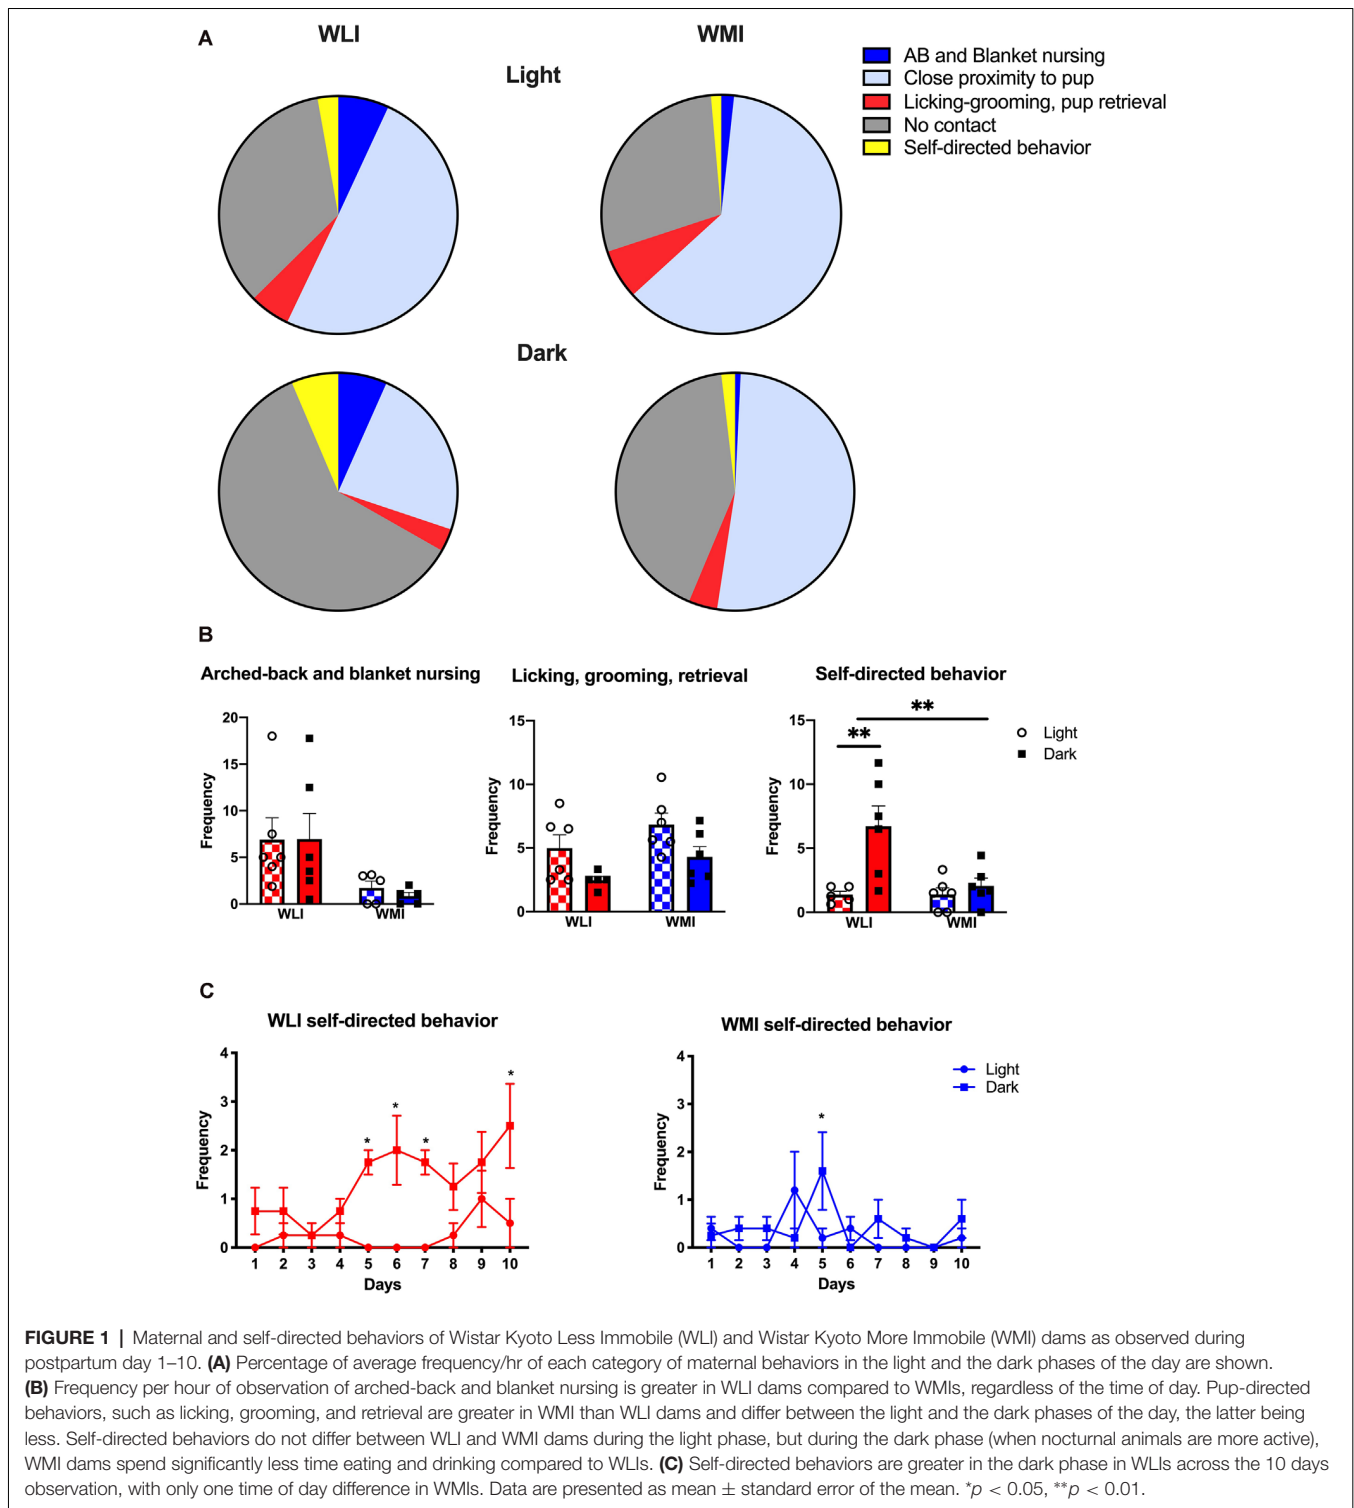 A
WLI
WMI
Light
AB and Blanket nursing
Close proximity to pup
Licking-grooming, pup retrieval
No contact
Self-directed behavior
Dark
B
Arched-back and blanket nursing
Licking, grooming, retrieval
Self-directed behavior
Frequency
20
15
10
5
0
WLI
WMI
Frequency
15
10
5
0
WLI
WMI
Frequency
15
10
5
0
**
**
WLI
WMI
Light
Dark
C
WLI self-directed behavior
WMI self-directed behavior
Frequency
4
3
2
1
0
* * * *
1 2 3 4 5 6 7 8 9 10
Days
Frequency
4
3
2
1
0
*
1 2 3 4 5 6 7 8 9 10
Days
Light
Dark
FIGURE 1 | Maternal and self-directed behaviors of Wistar Kyoto Less Immobile (WLI) and Wistar Kyoto More Immobile (WMI) dams as observed during
postpartum day 1–10. (A) Percentage of average frequency/hr of each category of maternal behaviors in the light and the dark phases of the day are shown.
(B) Frequency per hour of observation of arched-back and blanket nursing is greater in WLI dams compared to WMIs, regardless of the time of day. Pup-directed
behaviors, such as licking, grooming, and retrieval are greater in WMI than WLI dams and differ between the light and the dark phases of the day, the latter being
less. Self-directed behaviors do not differ between WLI and WMI dams during the light phase, but during the dark phase (when nocturnal animals are more active),
WMI dams spend significantly less time eating and drinking compared to WLIs. (C) Self-directed behaviors are greater in the dark phase in WLIs across the 10 days
observation, with only one time of day difference in WMIs. Data are presented as mean ± standard error of the mean. *p < 0.05, **p < 0.01.